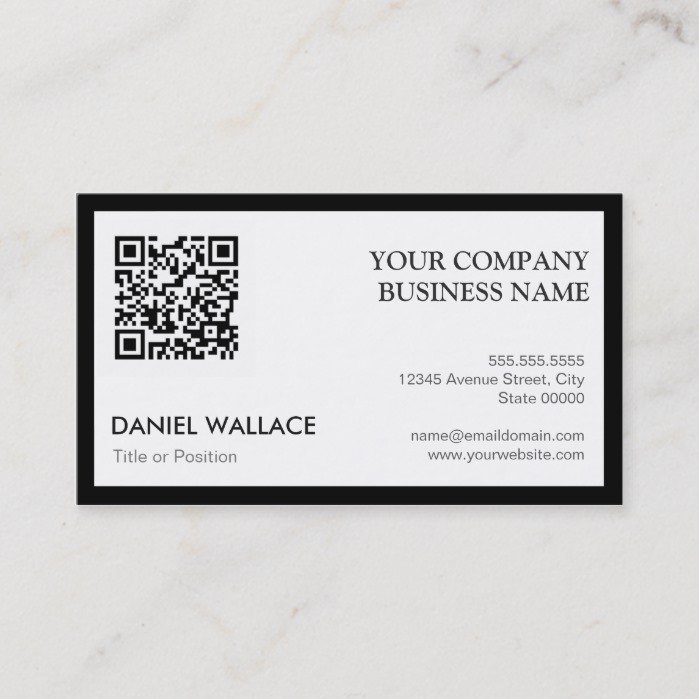 YOUR COMPANY
BUSINESS NAME
555.555.5555
12345 Avenue Street, City
State 00000
DANIEL WALLACE
Title or Position
name@emaildomain.com
www.yourwebsite.com